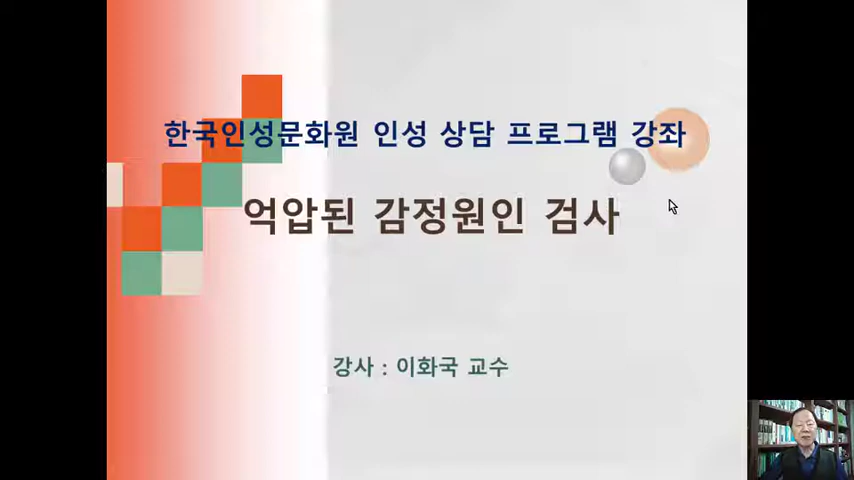 한국인성문화원 인성 상담 프로그램 강좌
억압된 감정원인 검사
강사 : 이화국 교수